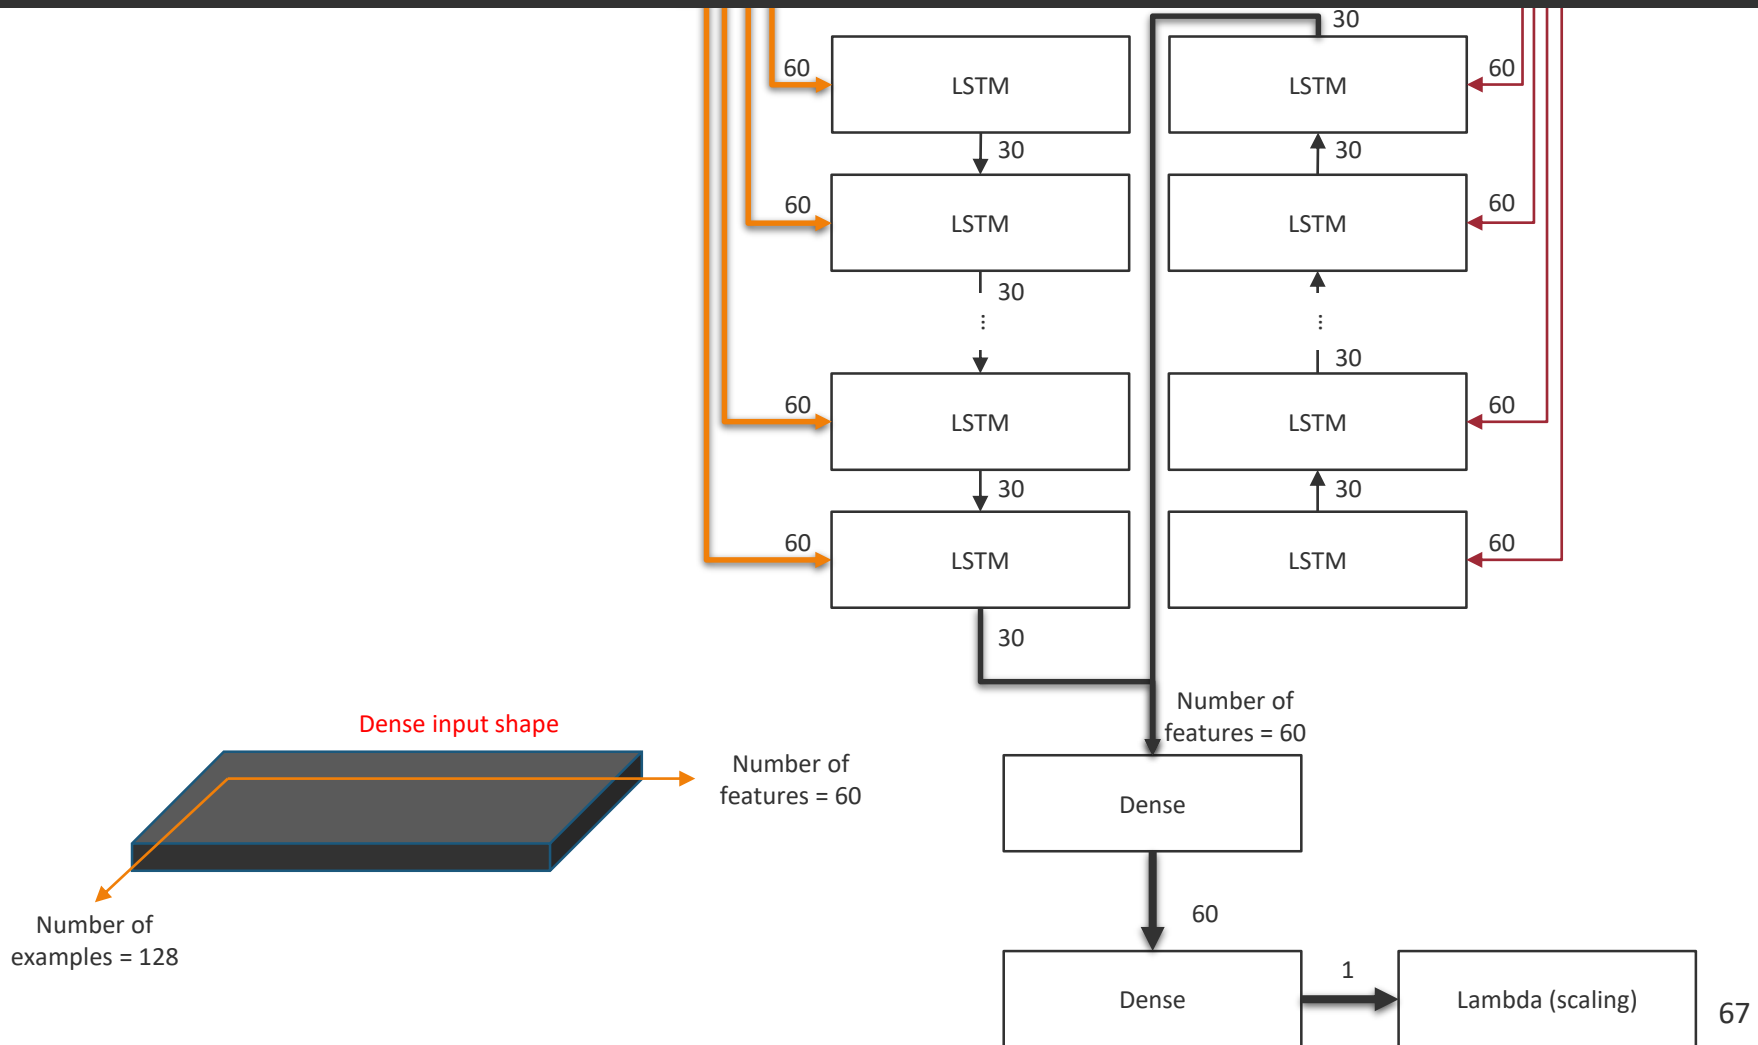 30
60
LSTM
LSTM
60
30
30
60
LSTM
LSTM
60
30
...
...
30
60
LSTM
LSTM
60
30
30
60
LSTM
LSTM
60
30
Number of
features = 60
Dense input shape
Number of
features = 60
Dense
60
Number of
examples = 128
Dense
1
Lambda (scaling)
67